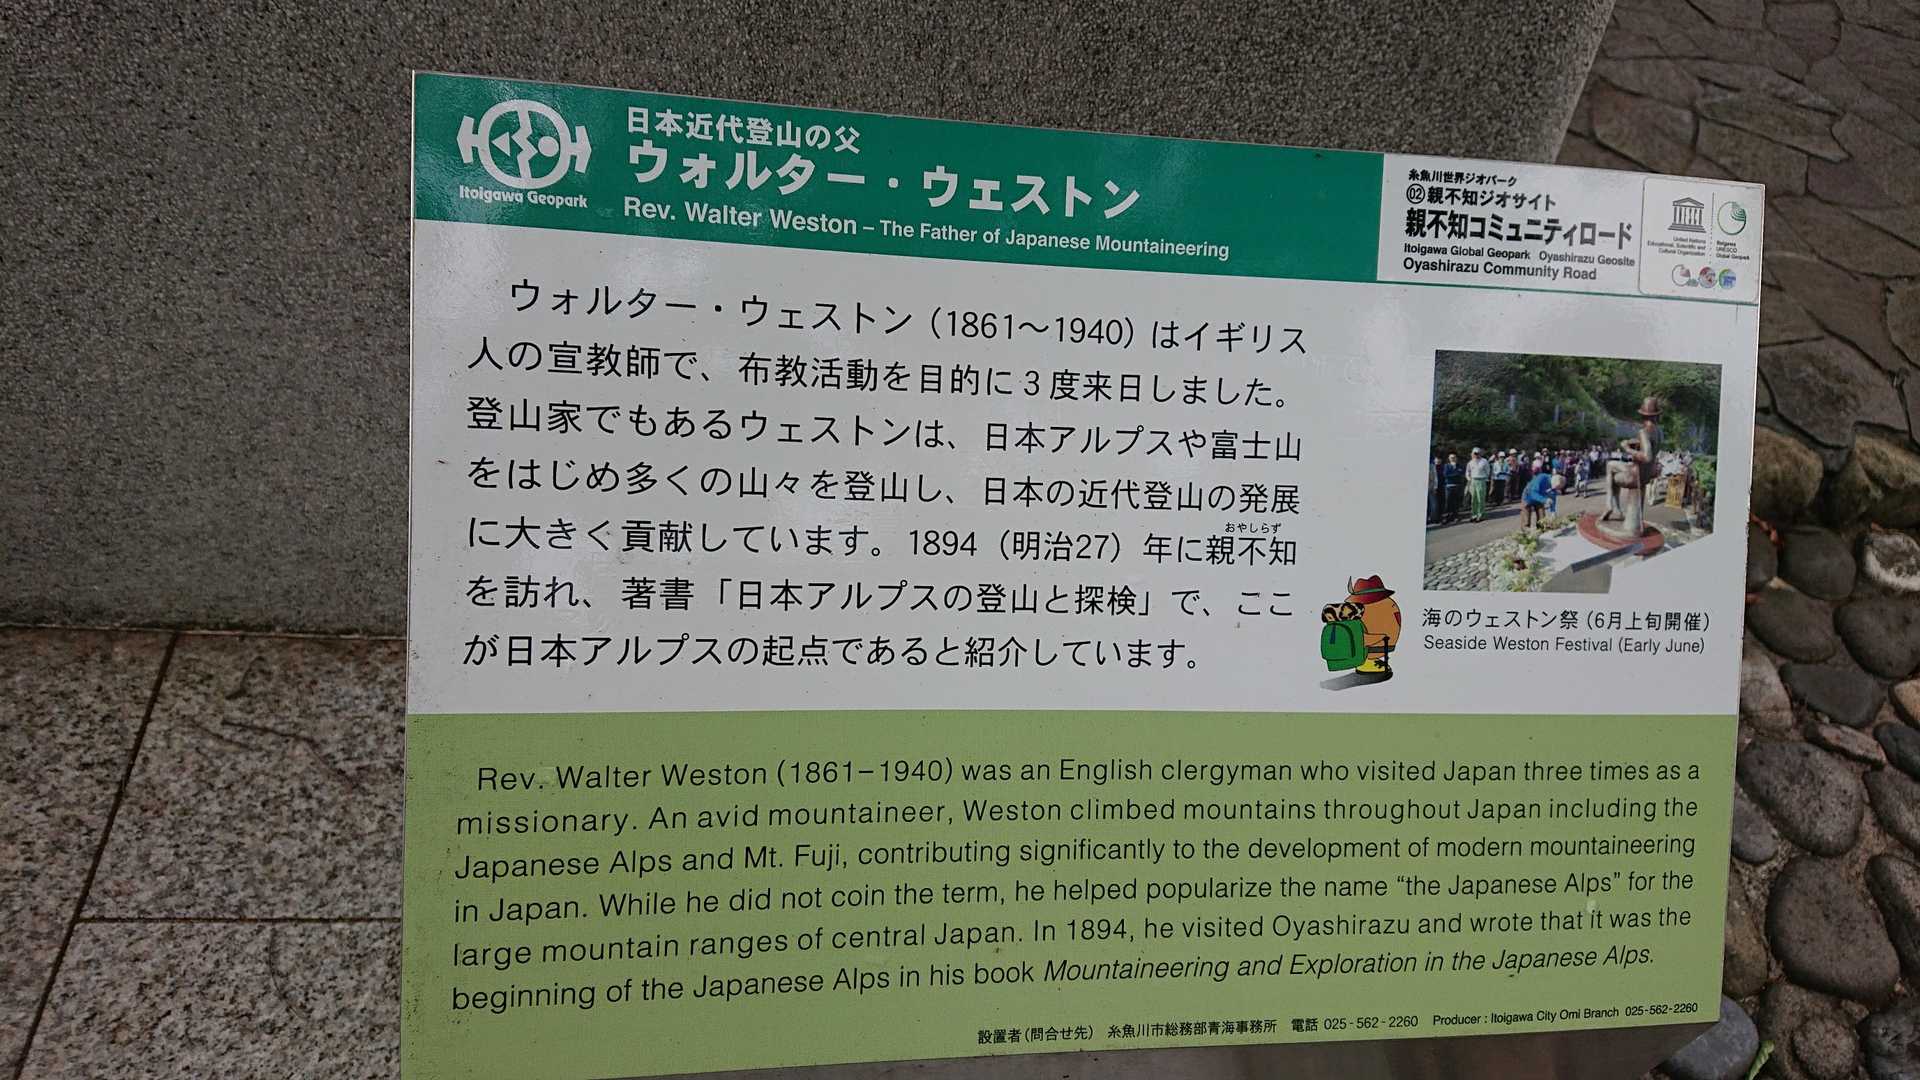 Itoigawa Geopark
日本近代登山の父
ウォルター・ウェストン
Rev. Walter Weston – The Father of Japanese Mountaineering
糸魚川世界ジオパーク
02 親不知ジオサイト
親不知コミュニティロード
Itoigawa Global Geopark Oyashirazu Geosite
Oyashirazu Community Road
United Nations
Educational, Scientific and
Cultural Organization
Itoigawa
UNESCO
Global Geopark
ウォルター・ウェストン（1861〜1940）はイギリス
人の宣教師で、布教活動を目的に3度来日しました。
登山家でもあるウェストンは、日本アルプスや富士山
をはじめ多くの山々を登山し、日本の近代登山の発展
に大きく貢献しています。1894（明治27）年に親不知
おやしらず
を訪れ、著書「日本アルプスの登山と探検」で、ここ
が日本アルプスの起点であると紹介しています。
海のウェストン祭（6月上旬開催）
Seaside Weston Festival (Early June)
Rev. Walter Weston (1861–1940) was an English clergyman who visited Japan three times as a
missionary. An avid mountaineer, Weston climbed mountains throughout Japan including the
Japanese Alps and Mt. Fuji, contributing significantly to the development of modern mountaineering
in Japan. While he did not coin the term, he helped popularize the name “the Japanese Alps” for the
large mountain ranges of central Japan. In 1894, he visited Oyashirazu and wrote that it was the
beginning of the Japanese Alps in his book Mountaineering and Exploration in the Japanese Alps.
設置者（問合せ先） 糸魚川市総務部青海事務所 電話 025-562-2260 Producer : Itoigawa City Omi Branch 025-562-2260